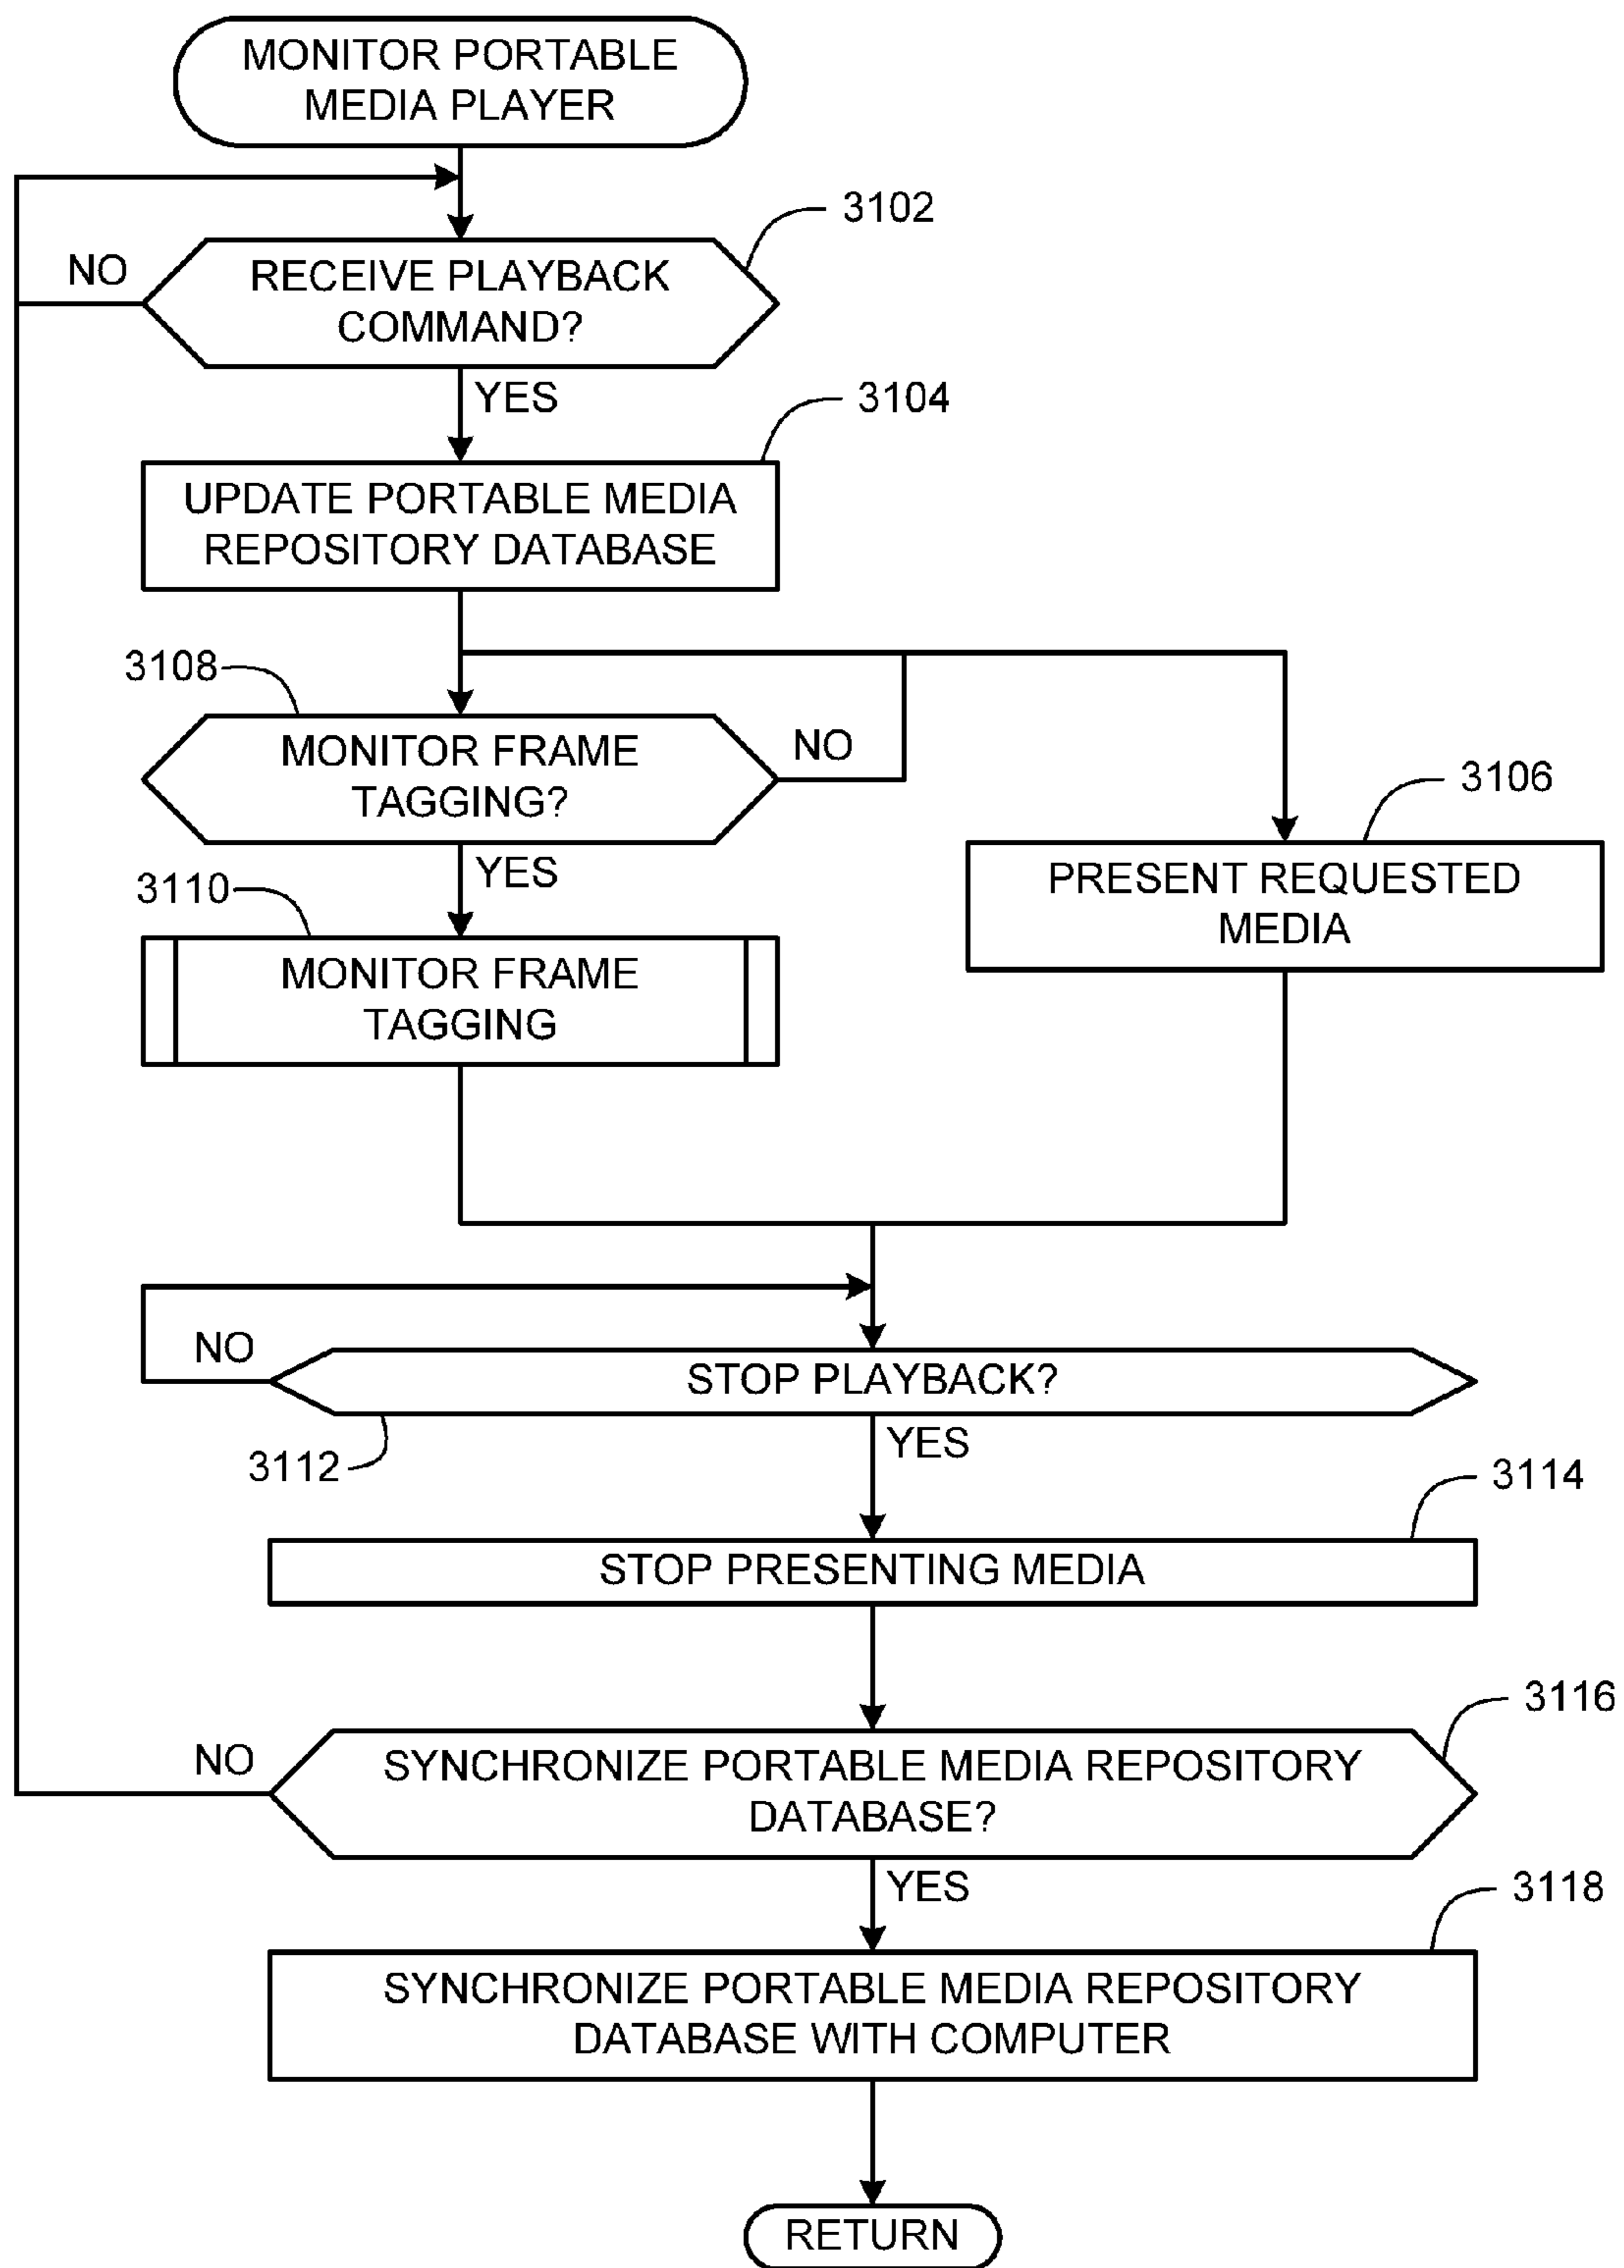 MONITOR PORTABLE
MEDIA PLAYER
3102
NO
RECEIVE PLAYBACK
COMMAND?
YES
3104
UPDATE PORTABLE MEDIA
REPOSITORY DATABASE
3108
MONITOR FRAME
TAGGING?
NO
3106
YES
PRESENT REQUESTED
MEDIA
3110
MONITOR FRAME
TAGGING
NO
STOP PLAYBACK?
3112
YES
3114
STOP PRESENTING MEDIA
3116
NO
SYNCHRONIZE PORTABLE MEDIA REPOSITORY
DATABASE?
YES
3118
SYNCHRONIZE PORTABLE MEDIA REPOSITORY
DATABASE WITH COMPUTER
RETURN